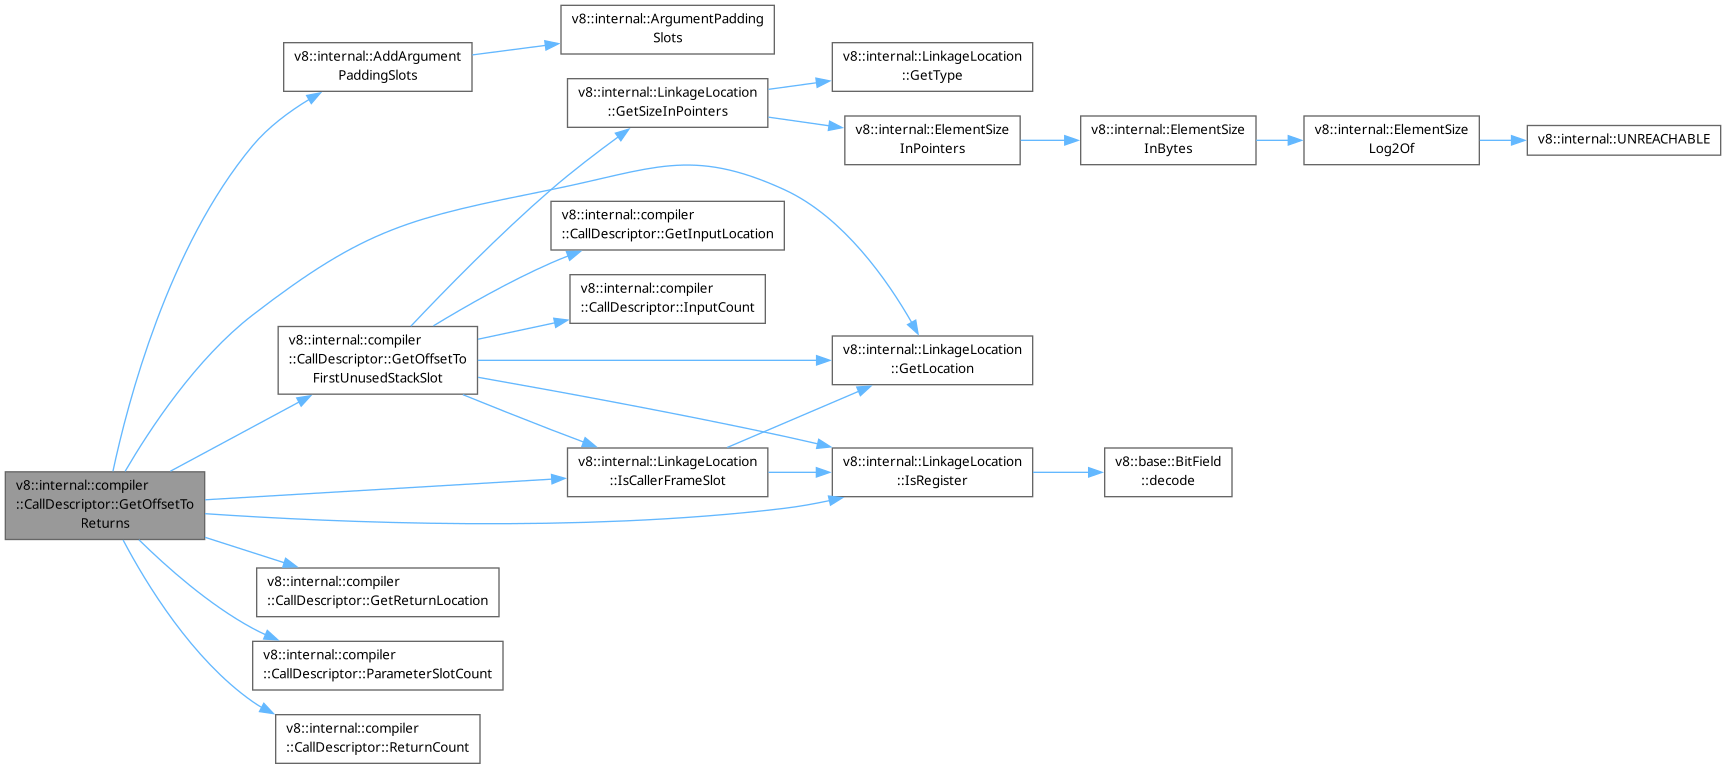 v8::internal::ArgumentPadding
Slots
v8::internal::AddArgument
PaddingSlots
v8::internal::LinkageLocation
::GetType
v8::internal::LinkageLocation
::GetSizeInPointers
v8::internal::ElementSize
InPointers
v8::internal::ElementSize
InBytes
v8::internal::ElementSize
Log2Of
v8::internal::UNREACHABLE
v8::internal::compiler
::CallDescriptor::GetInputLocation
v8::internal::compiler
::CallDescriptor::InputCount
v8::internal::compiler
::CallDescriptor::GetOffsetTo
FirstUnusedStackSlot
v8::internal::LinkageLocation
::GetLocation
v8::internal::LinkageLocation
::IsCallerFrameSlot
v8::internal::LinkageLocation
::IsRegister
v8::base::BitField
::decode
v8::internal::compiler
::CallDescriptor::GetOffsetTo
Returns
v8::internal::compiler
::CallDescriptor::GetReturnLocation
v8::internal::compiler
::CallDescriptor::ParameterSlotCount
v8::internal::compiler
::CallDescriptor::ReturnCount